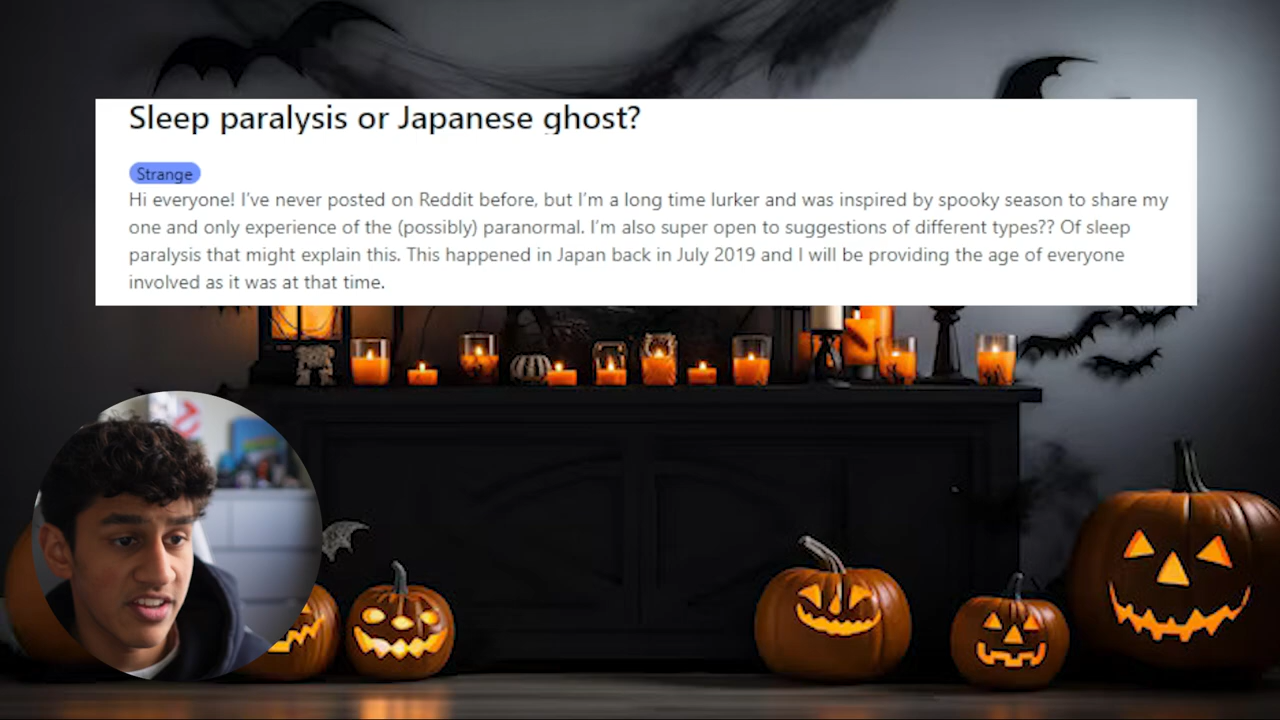 Sleep paralysis or Japanese ghost?
Strange
Hi everyone! I've never posted on Reddit before, but I'm a long time lurker and was inspired by spooky season to share my
one and only experience of the (possibly) paranormal. I'm also super open to suggestions of different types?? Of sleep
paralysis that might explain this. This happened in Japan back in July 2019 and I will be providing the age of everyone
involved as it was at that time.